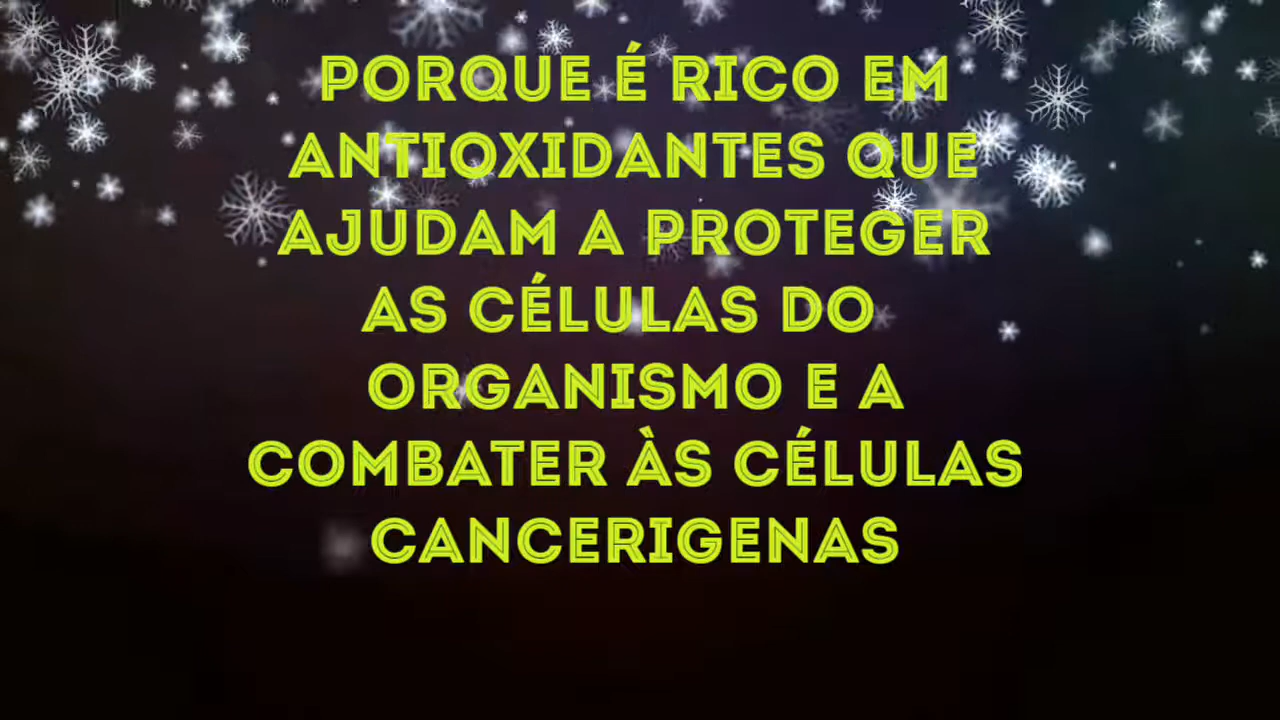 PORQUE É RICO EM
ANTIOXIDANTES QUE
AJUDAM A PROTEGER
AS CÉLULAS DO
ORGANISMO E A
COMBATER ÀS CÉLULAS
CANCERIGENAS